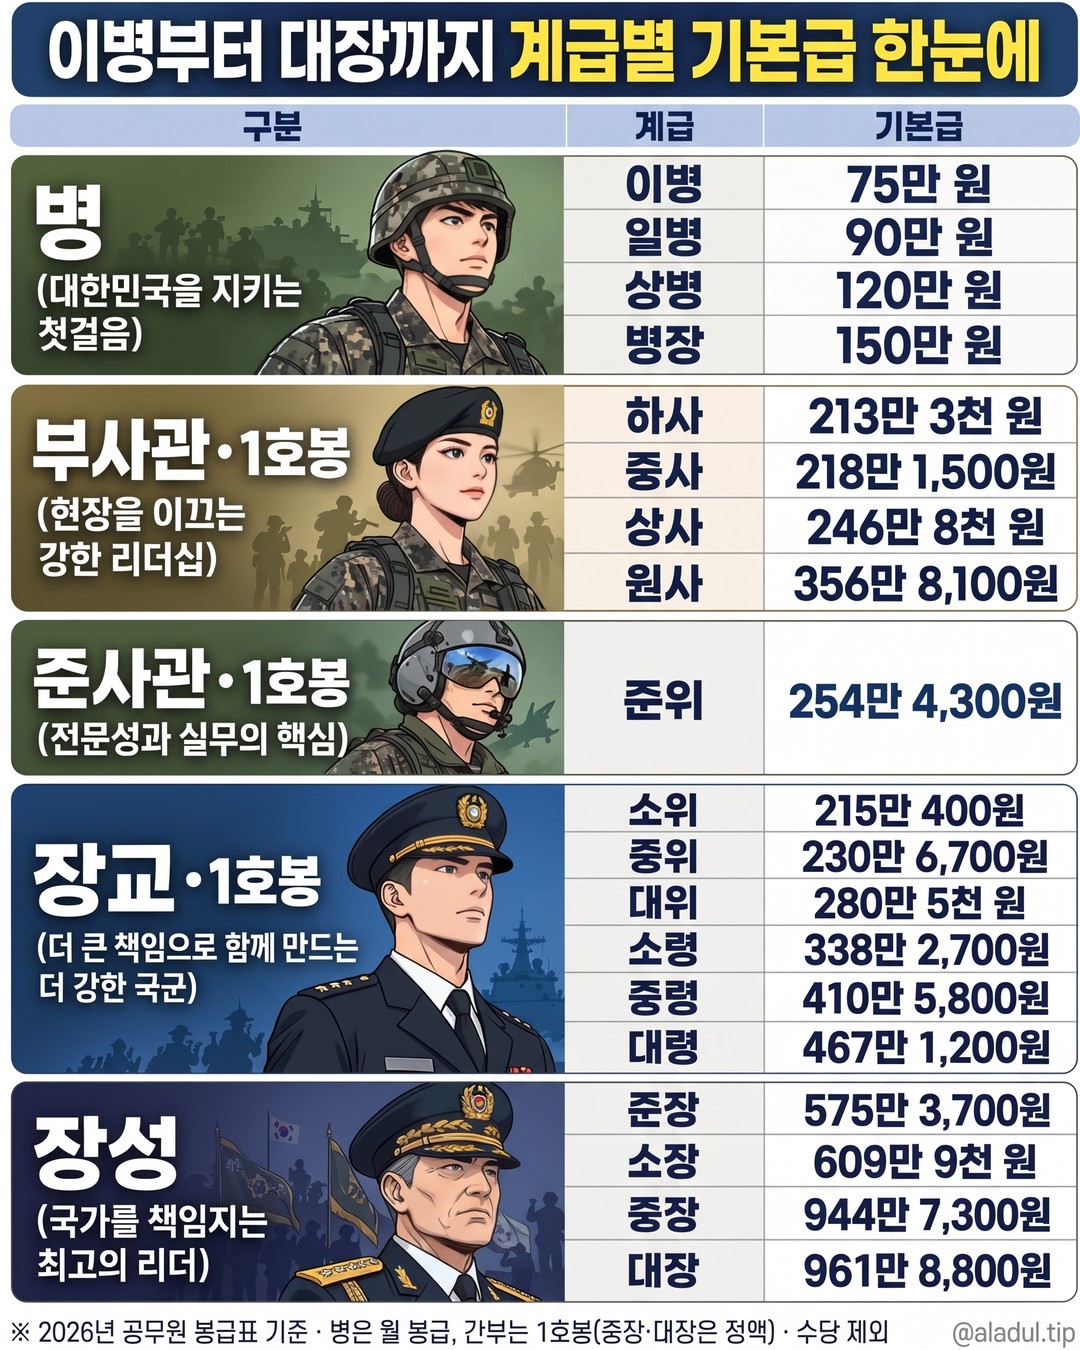 이병부터 대장까지 계급별 기본급 한눈에
구분 계급 기본급
병
(대한민국을 지키는
첫걸음)
이병 75만 원
일병 90만 원
상병 120만 원
병장 150만 원
부사관·1호봉
(현장을 이끄는
강한 리더십)
하사 213만 3천 원
중사 218만 1,500원
상사 246만 8천 원
원사 356만 8,100원
준사관·1호봉
(전문성과 실무의 핵심)
준위 254만 4,300원
장교·1호봉
(더 큰 책임으로 함께 만드는
더 강한 국군)
소위 215만 400원
중위 230만 6,700원
대위 280만 5천 원
소령 338만 2,700원
중령 410만 5,800원
대령 467만 1,200원
장성
(국가를 책임지는
최고의 리더)
준장 575만 3,700원
소장 609만 9천 원
중장 944만 7,300원
대장 961만 8,800원
※ 2026년 공무원 봉급표 기준 · 병은 월 봉급, 간부는 1호봉(중장·대장은 정액) · 수당 제외
@aladul.tip